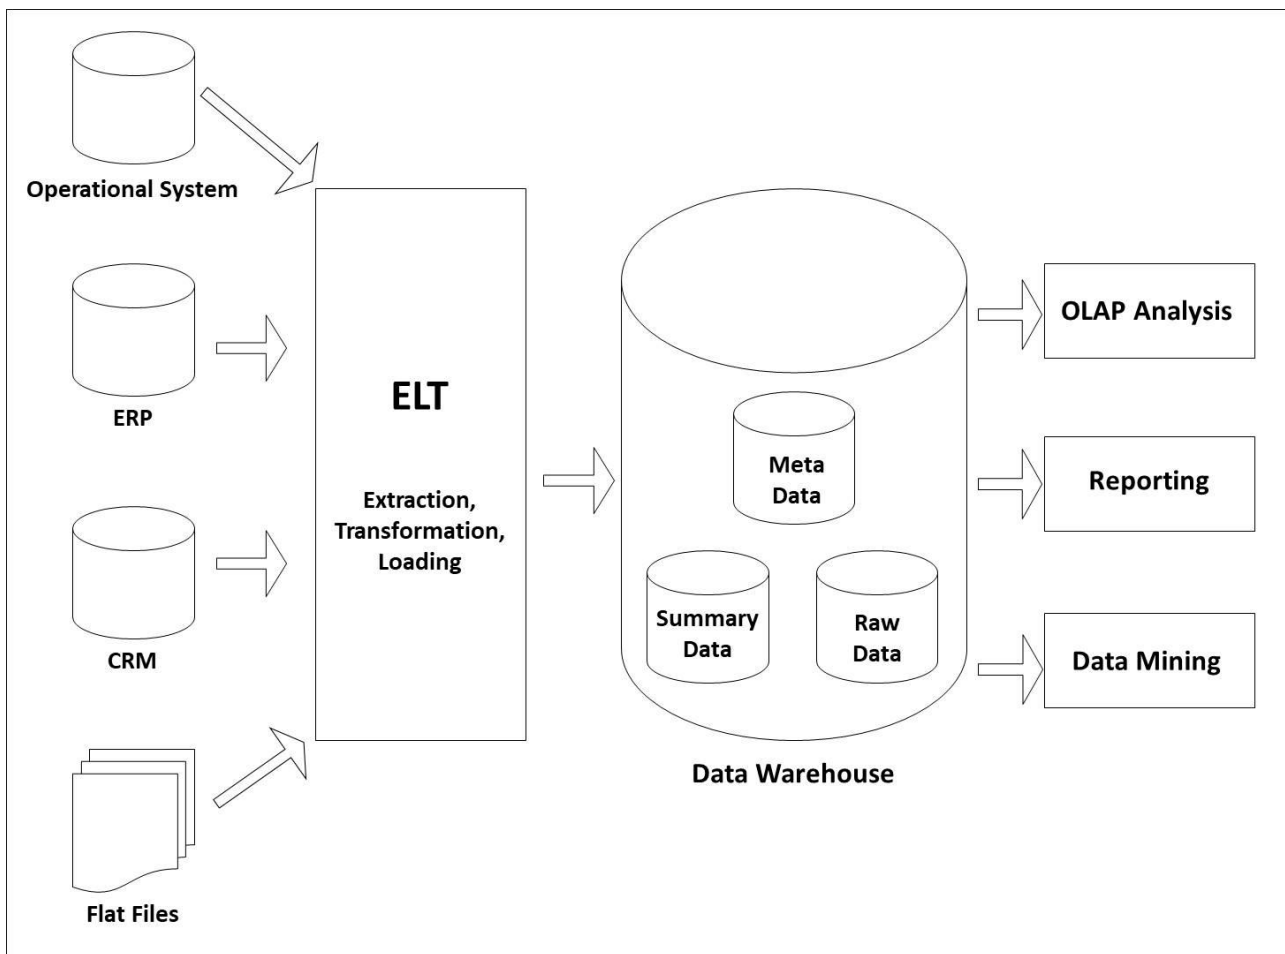 Operational System
ERP
CRM
Flat Files
ELT
Extraction,
Transformation,
Loading
Meta
Data
Summary
Data
Raw
Data
Data Warehouse
OLAP Analysis
Reporting
Data Mining